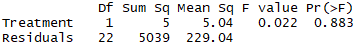 Df Sum Sq Mean Sq F value Pr(>F)
Treatment 1 5 5.04 0.022 0.883
Residuals 22 5039 229.04